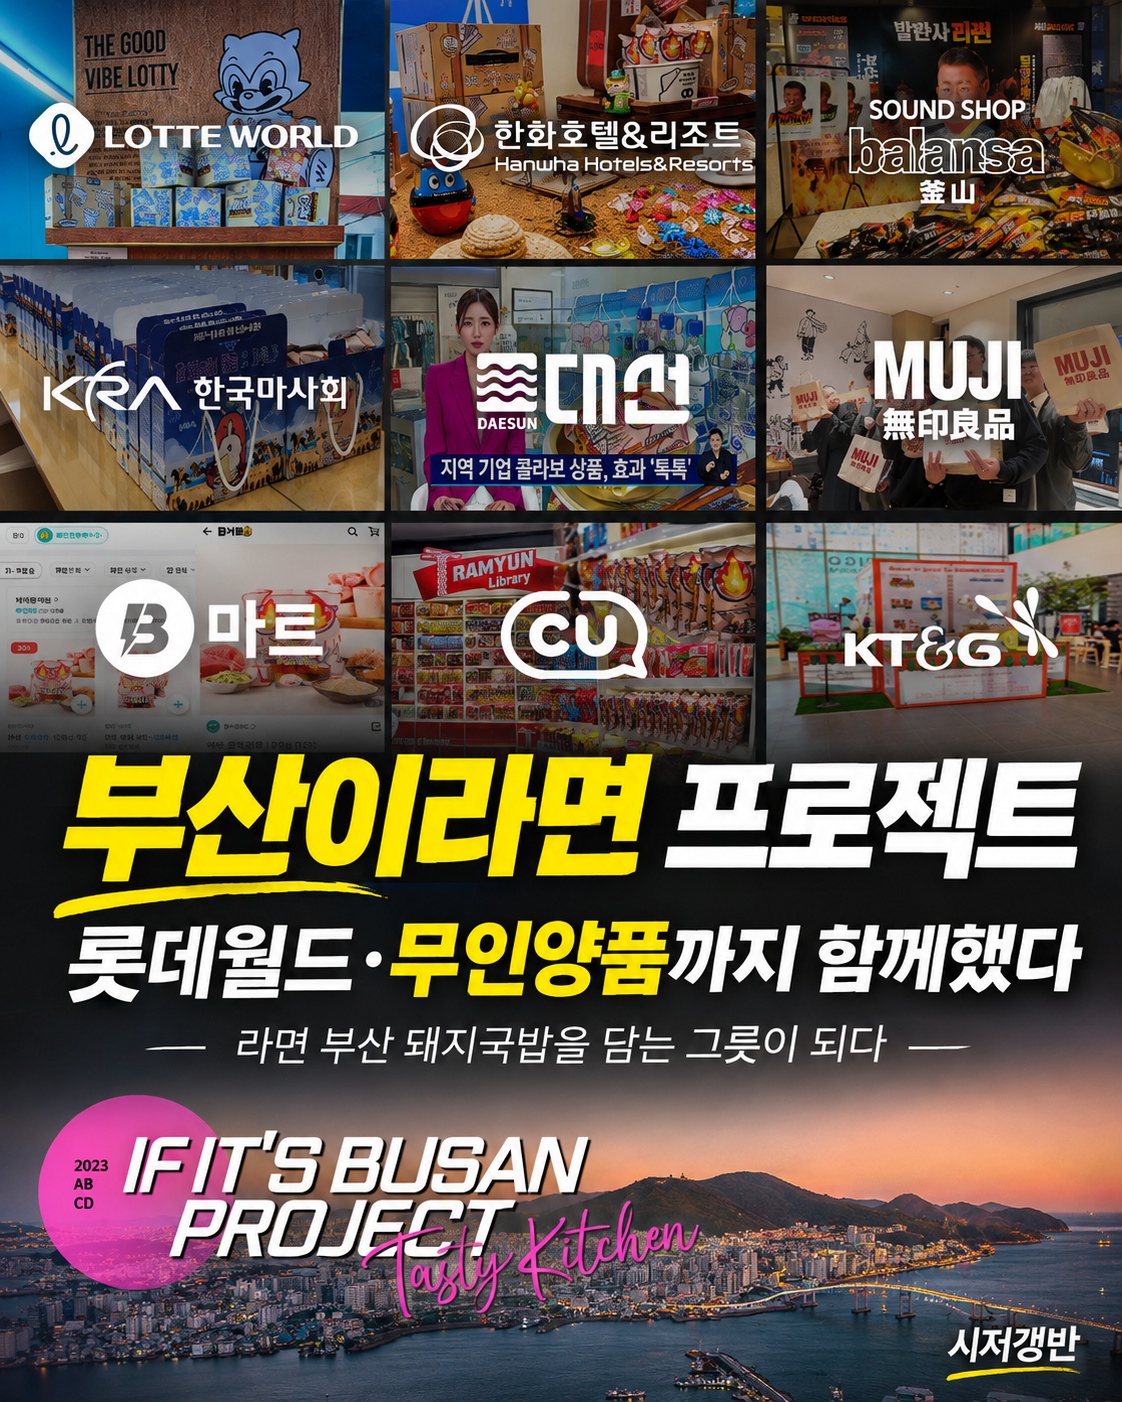 THE GOOD
VIBE LOTTY
LOTTE WORLD
한화호텔&리조트
Hanwha Hotels&Resorts
발란사리번
SOUND SHOP
balansa
釜山
KRA 한국마사회
DAESUN
대선
지역 기업 콜라보 상품, 효과 '톡톡'
MUJI
無印良品
MUJI
MUJI
MUJI
無印良品
B 마트
RAMYUN
Library
CU
KT&G
부산이라면 프로젝트
롯데월드·무인양품까지 함께했다
라면 부산 돼지국밥을 담는 그릇이 되다
2023
AB
CD
IF IT'S BUSAN
PROJECT
Tasty Kitchen
시저갱반